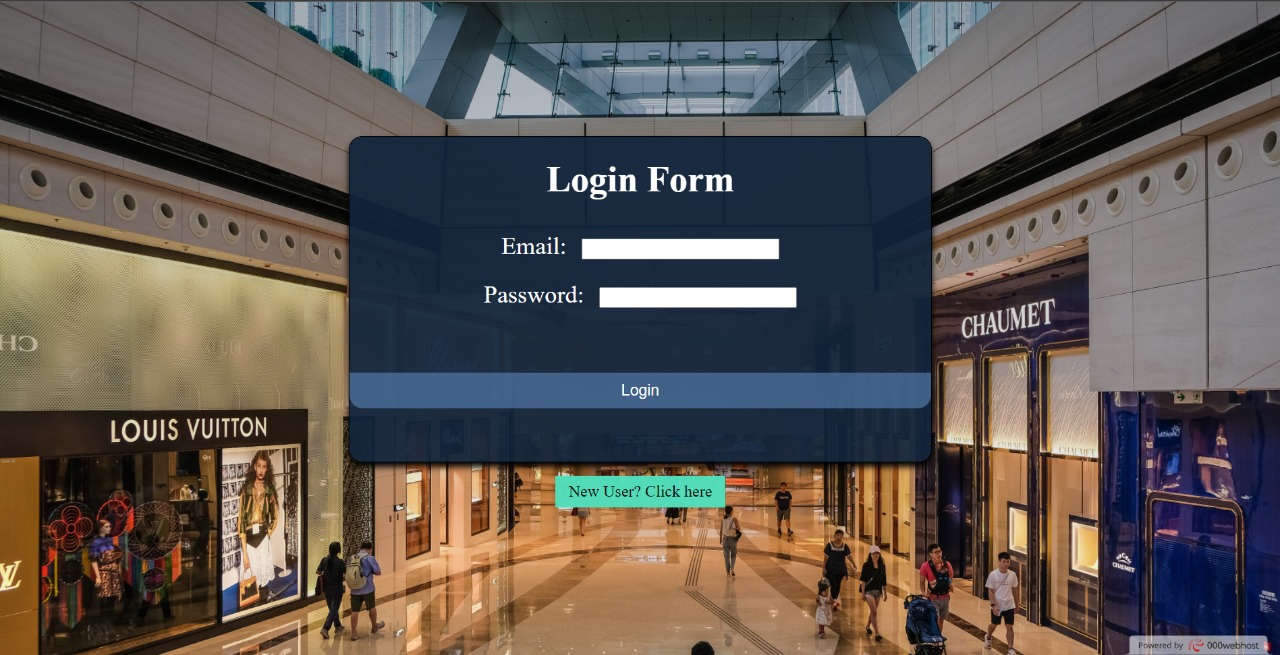 Login Form
Email:
Password:
CHAUMET
Login
LOUIS VUITTON
New User? Click here
CHAUMET
Powered by 000webhost